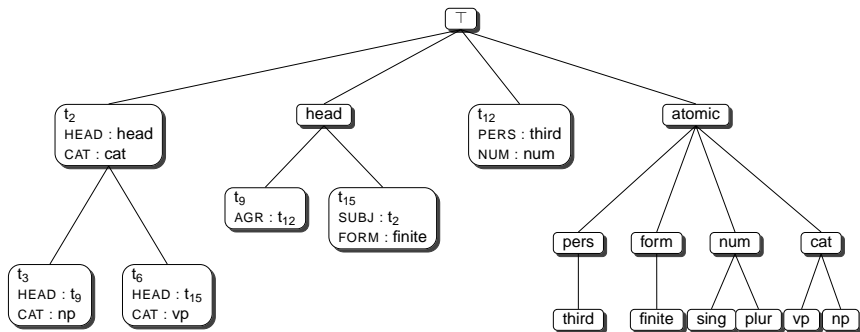 ⊤
t₂
HEAD : head
CAT : cat
head
t₁₂
PERS : third
NUM : num
atomic
t₉
AGR : t₁₂
t₁₅
SUBJ : t₂
FORM : finite
pers
form
num
cat
t₃
HEAD : t₉
CAT : np
t₆
HEAD : t₁₅
CAT : vp
third
finite
sing
plur
vp
np